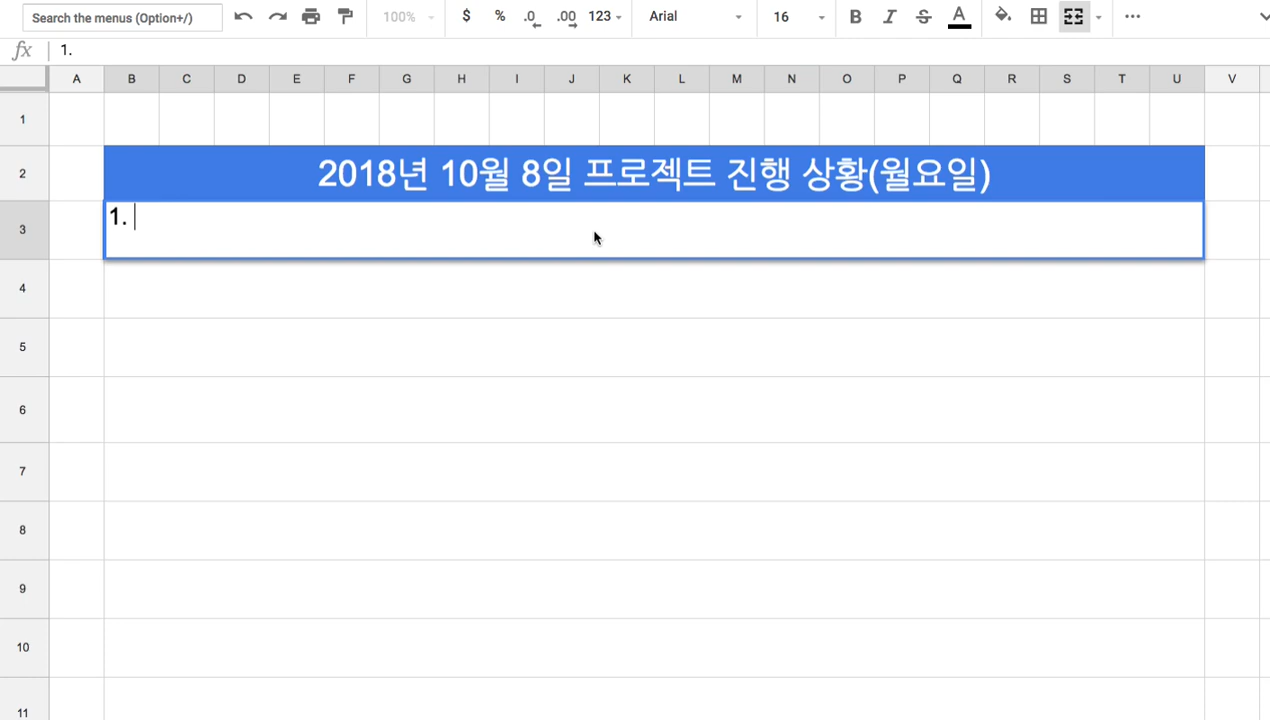 Search the menus (Option+/) 100% $ % .0 .00 123 Arial 16 B I S A
fx 1.
A B C D E F G H I J K L M N O P Q R S T U V
1
2 2018년 10월 8일 프로젝트 진행 상황(월요일)
3 1.
4
5
6
7
8
9
10
11